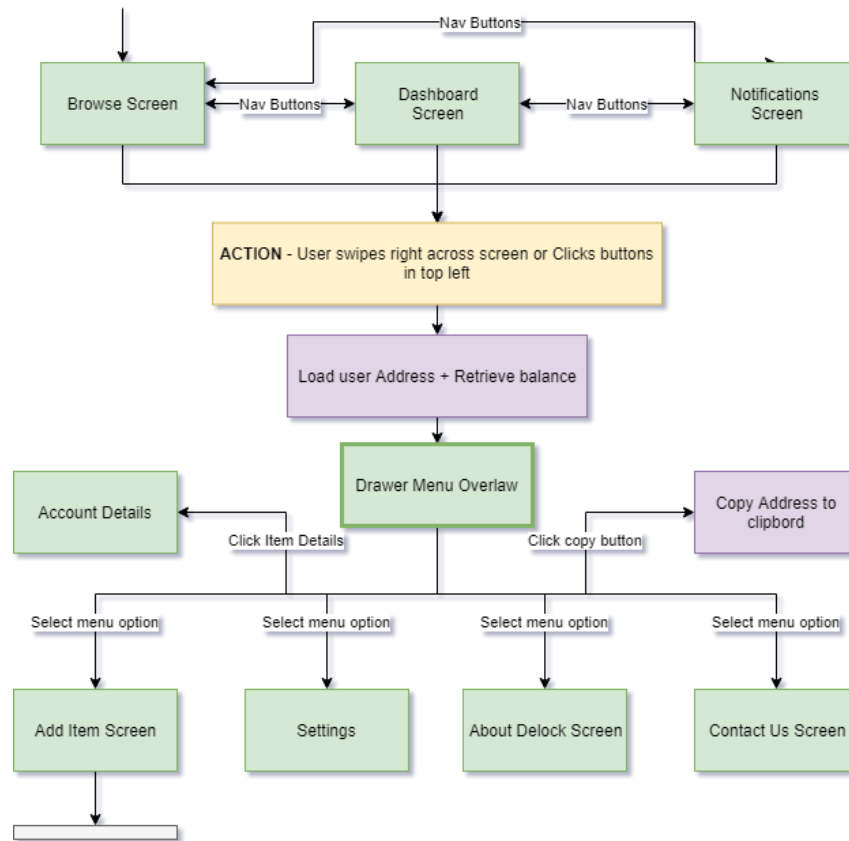 Nav Buttons
Browse Screen
Nav Buttons
Dashboard
Screen
Nav Buttons
Notifications
Screen
ACTION - User swipes right across screen or Clicks buttons
in top left
Load user Address + Retrieve balance
Drawer Menu Overlaw
Account Details
Copy Address to
clipbord
Click Item Details
Click copy button
Select menu option
Select menu option
Select menu option
Select menu option
Add Item Screen
Settings
About Delock Screen
Contact Us Screen